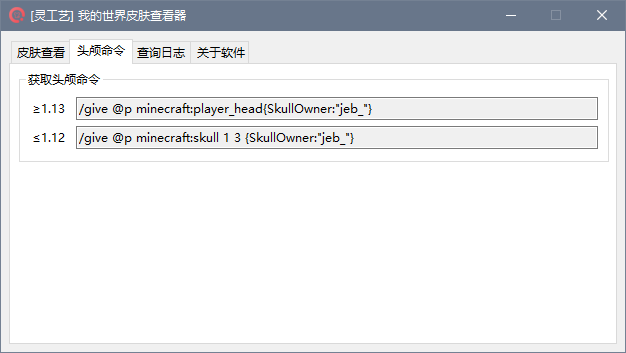 [灵工艺] 我的世界皮肤查看器
皮肤查看 头颅命令 查询日志 关于软件
获取头颅命令
≥1.13 /give @p minecraft:player_head{SkullOwner:"jeb_"}
≤1.12 /give @p minecraft:skull 1 3 {SkullOwner:"jeb_"}